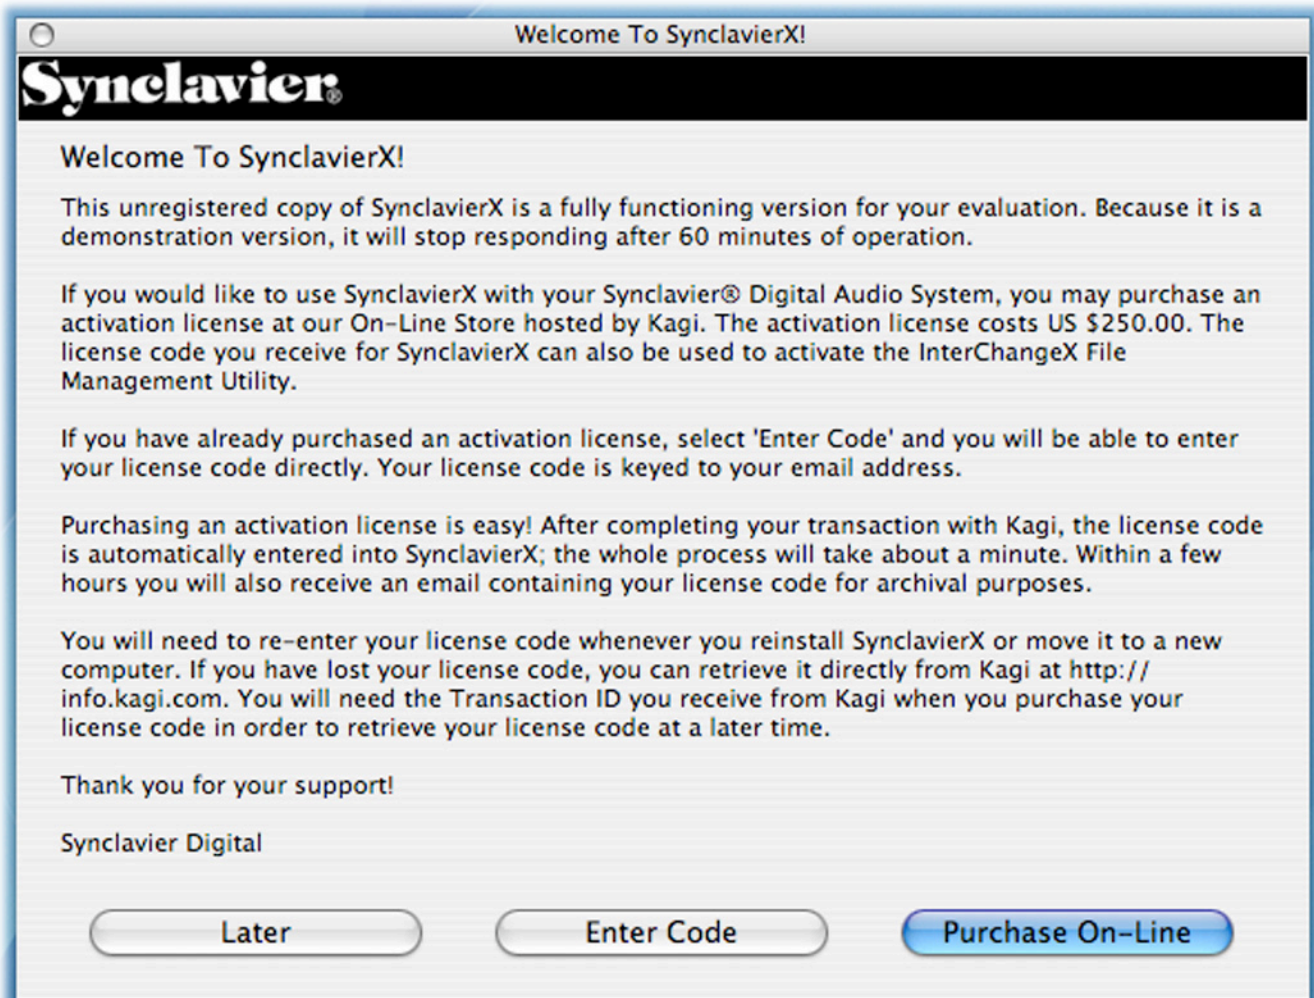 Welcome To SynclavierX!
Synclavier®
Welcome To SynclavierX!
This unregistered copy of SynclavierX is a fully functioning version for your evaluation. Because it is a
demonstration version, it will stop responding after 60 minutes of operation.
If you would like to use SynclavierX with your Synclavier® Digital Audio System, you may purchase an
activation license at our On-Line Store hosted by Kagi. The activation license costs US $250.00. The
license code you receive for SynclavierX can also be used to activate the InterChangeX File
Management Utility.
If you have already purchased an activation license, select 'Enter Code' and you will be able to enter
your license code directly. Your license code is keyed to your email address.
Purchasing an activation license is easy! After completing your transaction with Kagi, the license code
is automatically entered into SynclavierX; the whole process will take about a minute. Within a few
hours you will also receive an email containing your license code for archival purposes.
You will need to re-enter your license code whenever you reinstall SynclavierX or move it to a new
computer. If you have lost your license code, you can retrieve it directly from Kagi at http://
info.kagi.com. You will need the Transaction ID you receive from Kagi when you purchase your
license code in order to retrieve your license code at a later time.
Thank you for your support!
Synclavier Digital
Later
Enter Code
Purchase On-Line